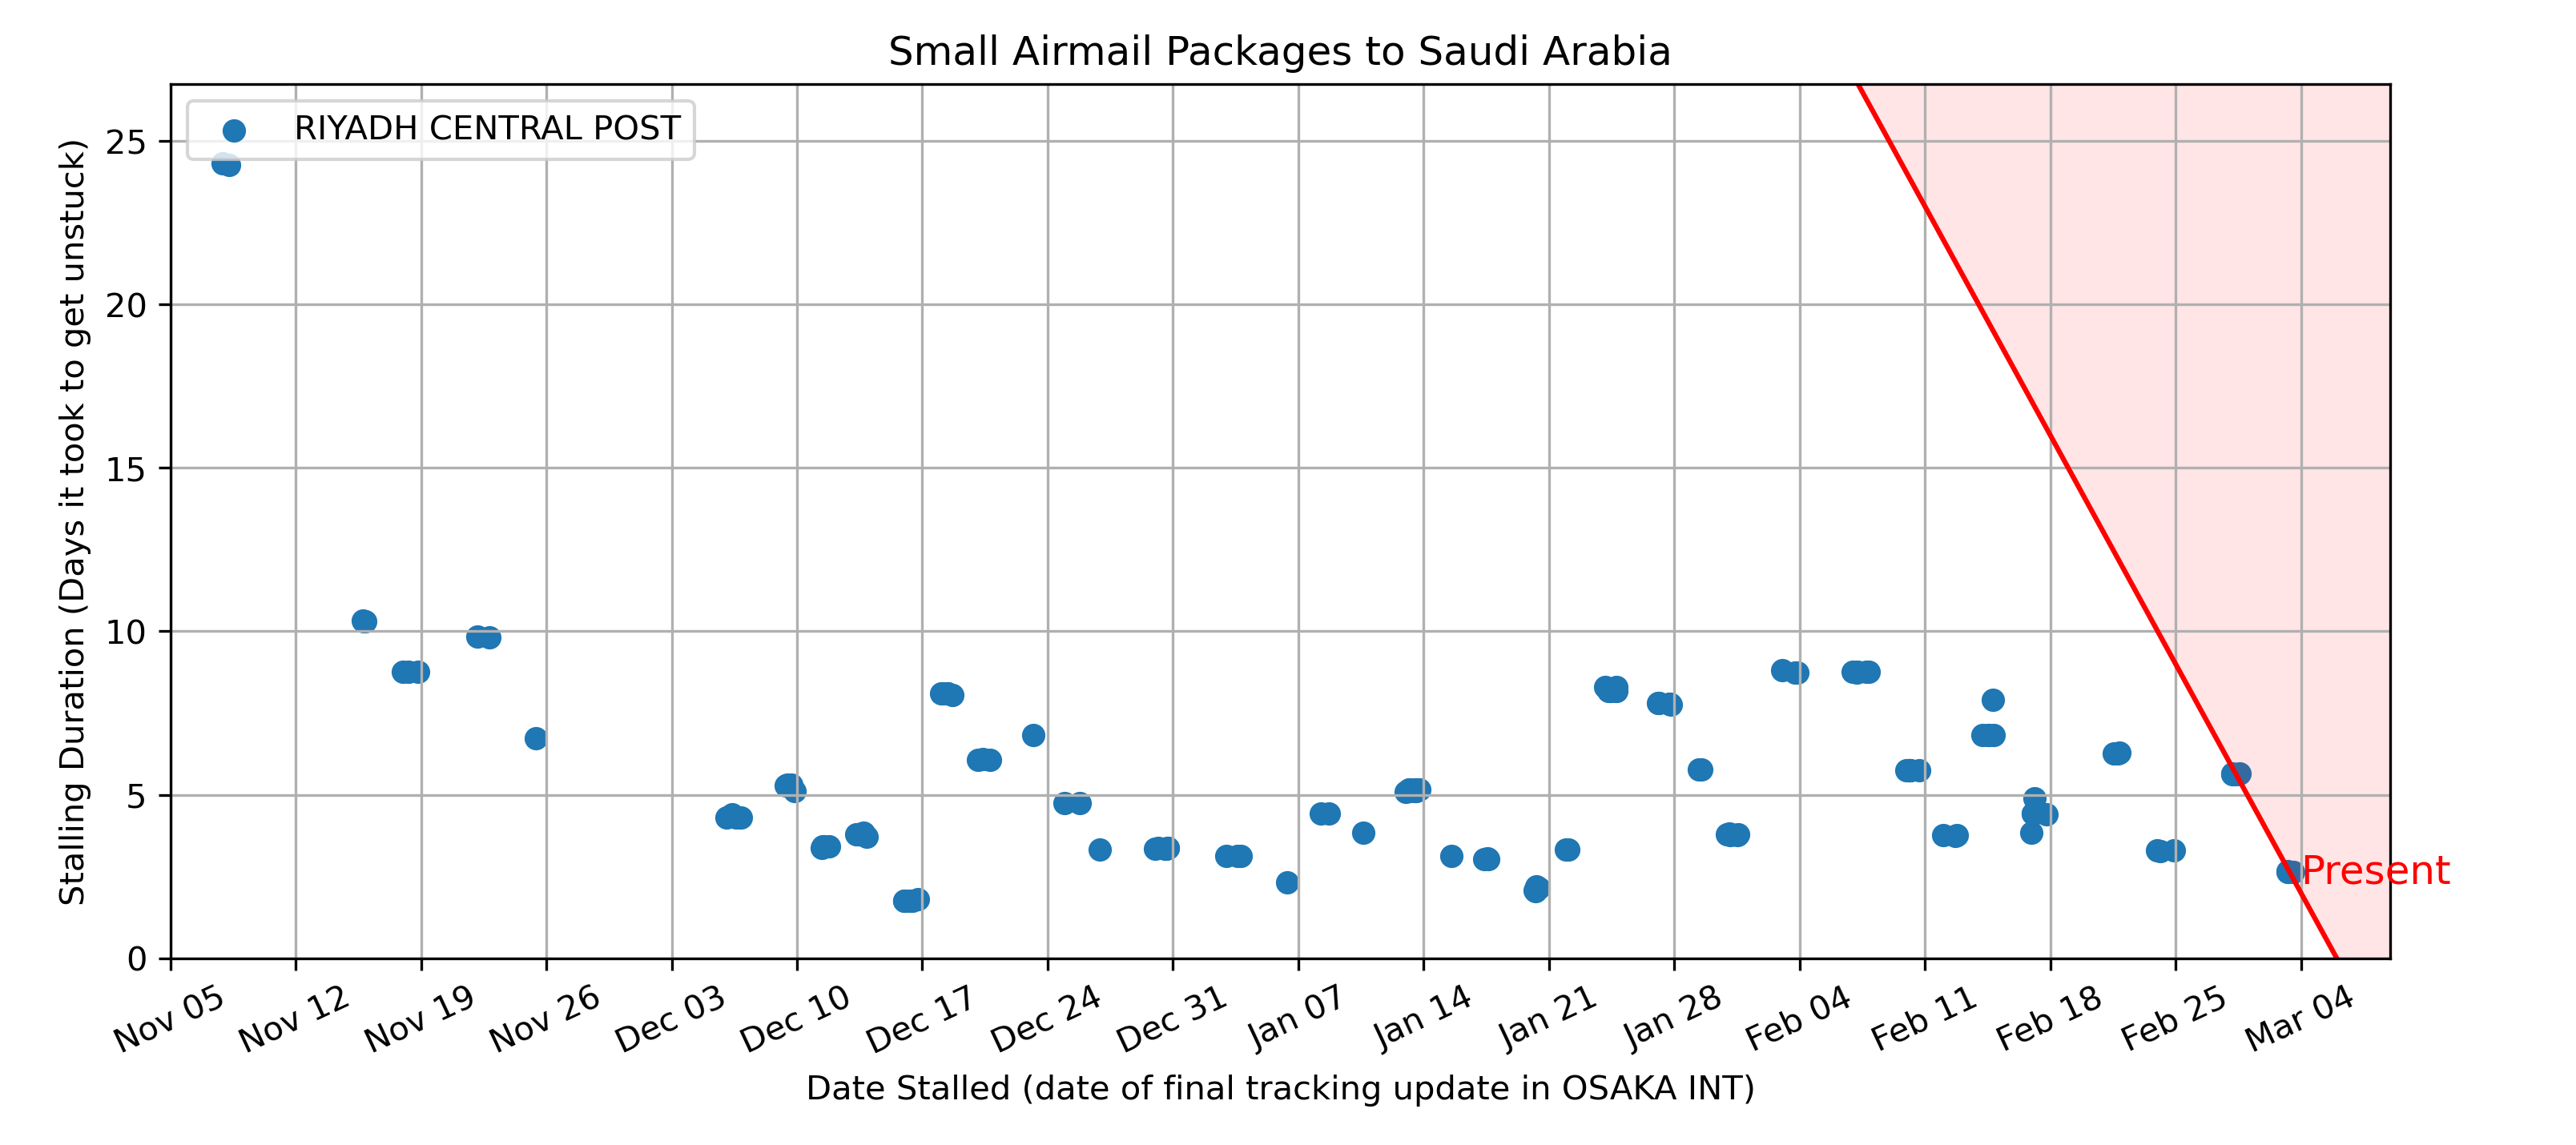 Small Airmail Packages to Saudi Arabia
RIYADH CENTRAL POST
Stalling Duration (Days it took to get unstuck)
25
20
15
10
5
0
Present
Nov 05
Nov 12
Nov 19
Nov 26
Dec 03
Dec 10
Dec 17
Dec 24
Dec 31
Jan 07
Jan 14
Jan 21
Jan 28
Feb 04
Feb 11
Feb 18
Feb 25
Mar 04
Date Stalled (date of final tracking update in OSAKA INT)